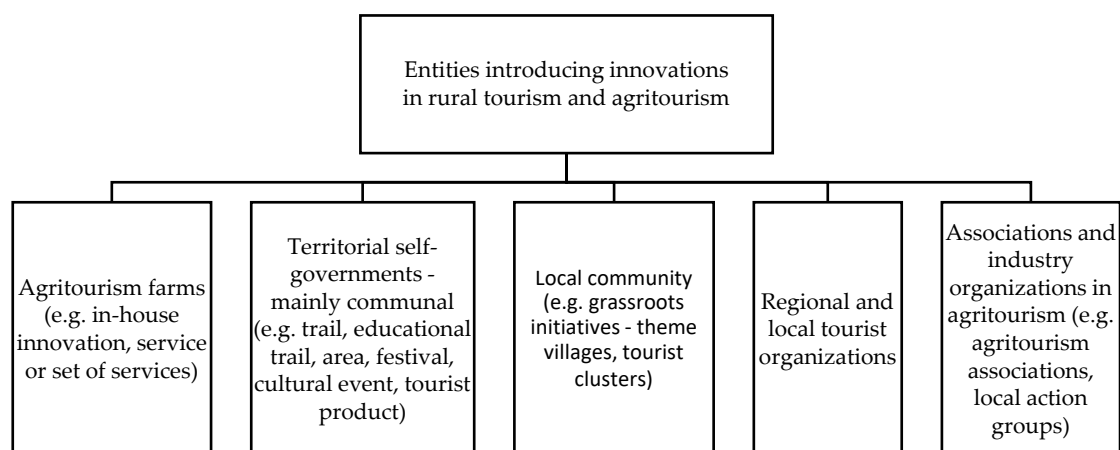 Entities introducing innovations
in rural tourism and agritourism
Agritourism farms
(e.g. in-house
innovation, service
or set of services)
Territorial self-
governments -
mainly communal
(e.g. trail, educational
trail, area, festival,
cultural event, tourist
product)
Local community
(e.g. grassroots
initiatives - theme
villages, tourist
clusters)
Regional and
local tourist
organizations
Associations and
industry
organizations in
agritourism (e.g.
agritourism
associations,
local action
groups)